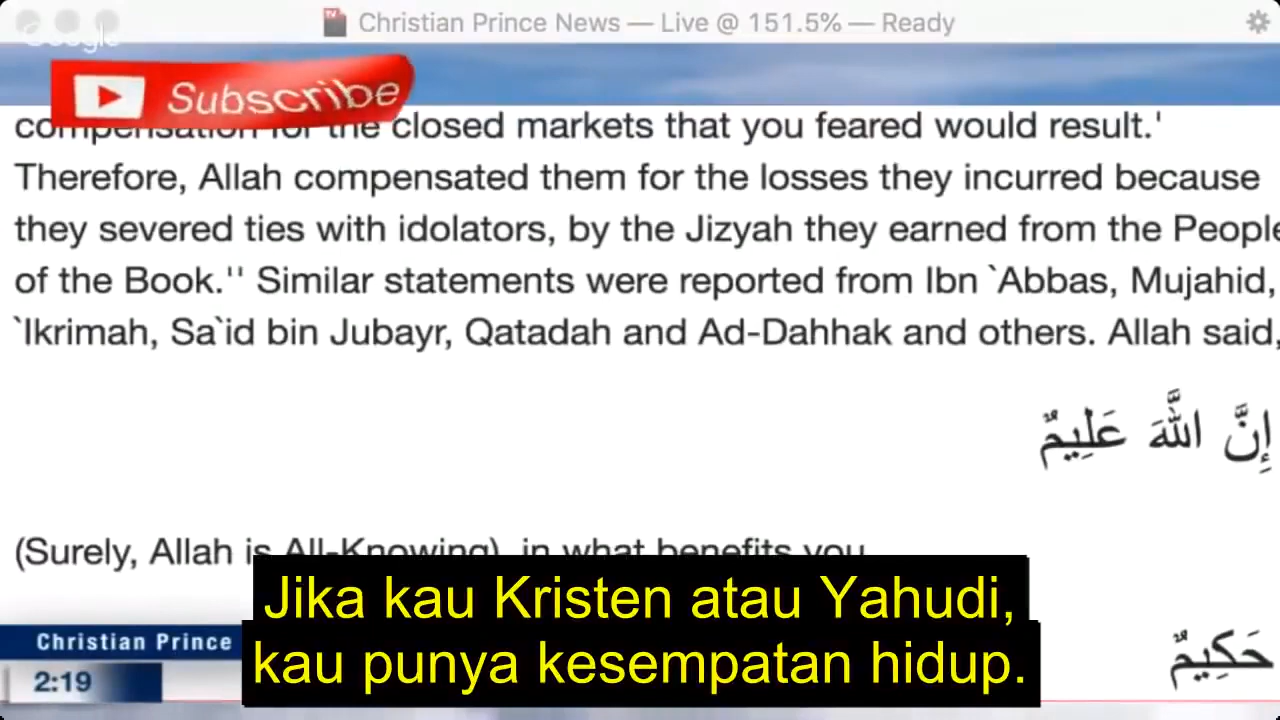 Christian Prince News — Live @ 151.5% — Ready
Google
Subscribe
compensation for the closed markets that you feared would result.'
Therefore, Allah compensated them for the losses they incurred because
they severed ties with idolators, by the Jizyah they earned from the People
of the Book.'' Similar statements were reported from Ibn `Abbas, Mujahid,
`Ikrimah, Sa`id bin Jubayr, Qatadah and Ad-Dahhak and others. Allah said,
إِنَّ اللَّهَ عَلِيمٌ
(Surely, Allah is All-Knowing), in what benefits you,
حَكِيمٌ
Jika kau Kristen atau Yahudi,
kau punya kesempatan hidup.
Christian Prince
2:19